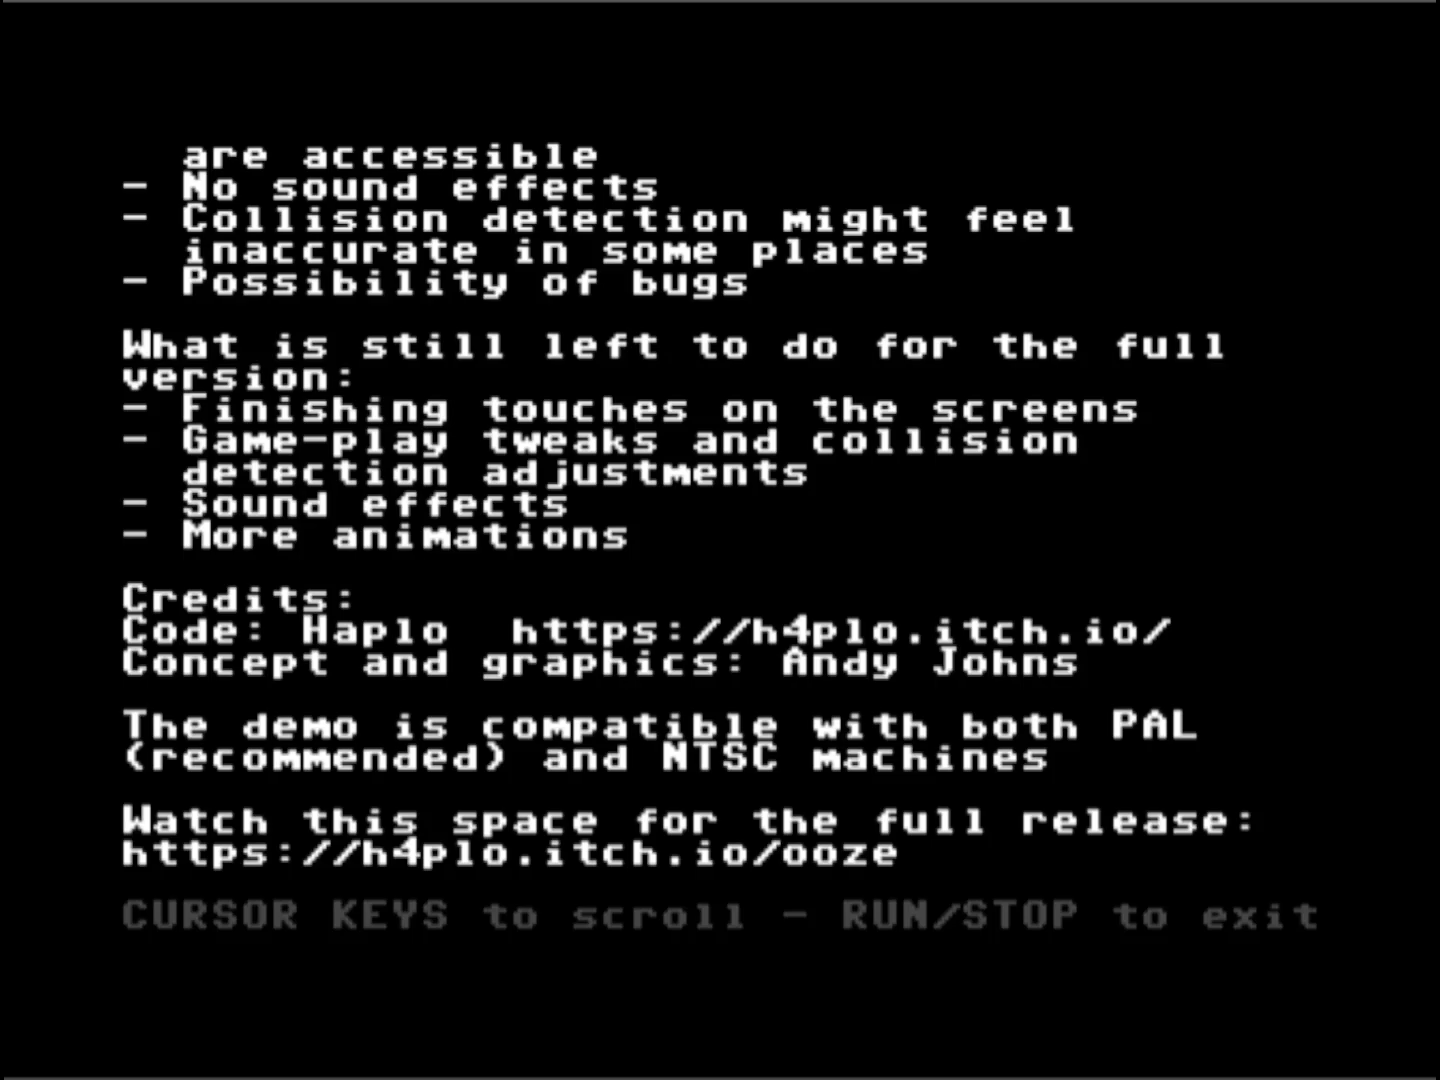 are accessible
- No sound effects
- Collision detection might feel
inaccurate in some places
- Possibility of bugs
What is still left to do for the full
version:
- Finishing touches on the screens
- Game-play tweaks and collision
detection adjustments
- Sound effects
- More animations
Credits:
Code: Haplo  https://h4plo.itch.io/
Concept and graphics: Andy Johns
The demo is compatible with both PAL
(recommended) and NTSC machines
Watch this space for the full release:
https://h4plo.itch.io/ooze
CURSOR KEYS to scroll - RUN/STOP to exit